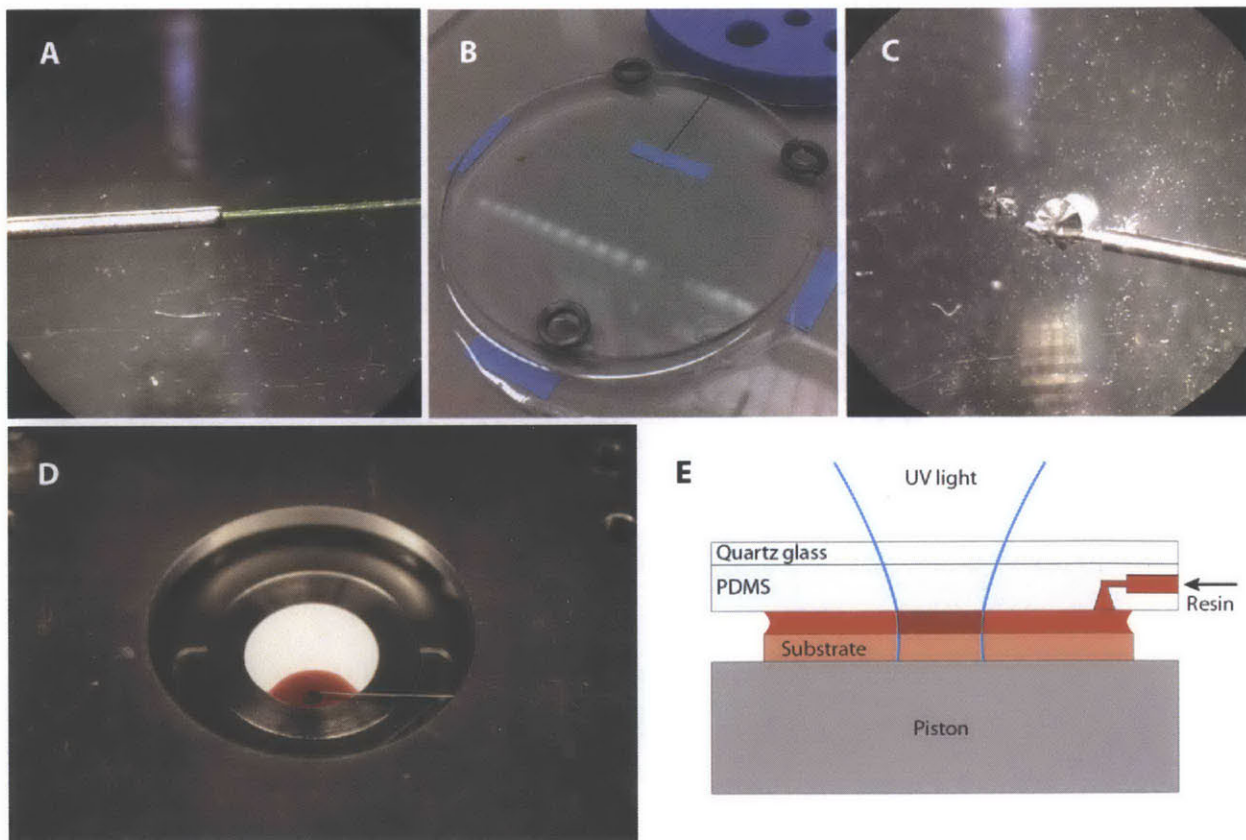 A
B
C
D
E
UV light
Quartz glass
PDMS
Resin
Substrate
Piston